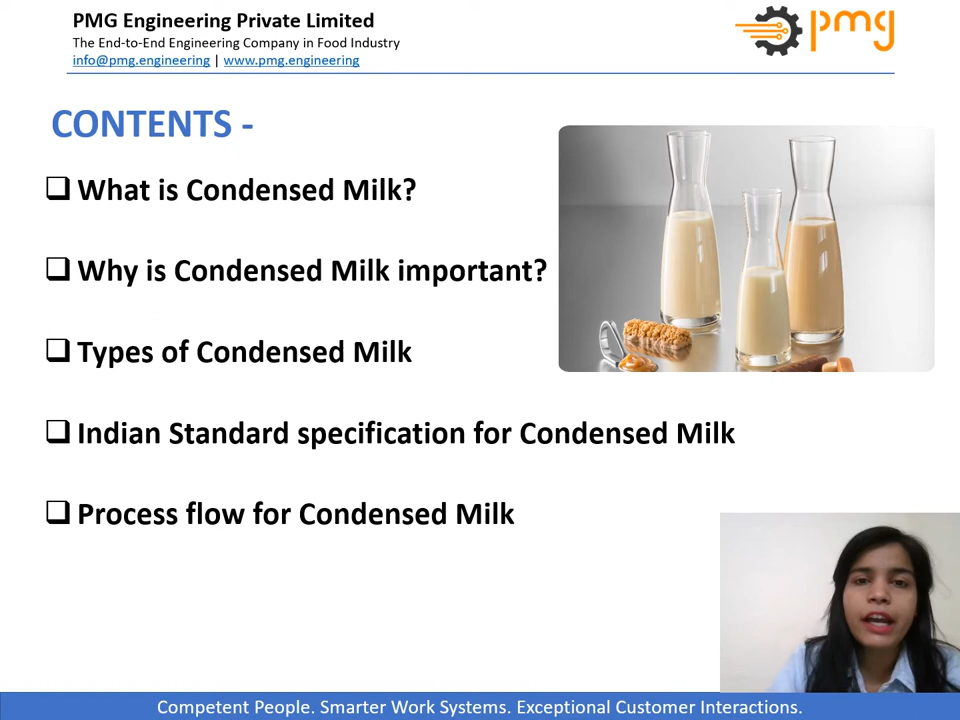 PMG Engineering Private Limited
The End-to-End Engineering Company in Food Industry
info@pmg.engineering | www.pmg.engineering
pmg
CONTENTS -
What is Condensed Milk?
Why is Condensed Milk important?
Types of Condensed Milk
Indian Standard specification for Condensed Milk
Process flow for Condensed Milk
Competent People. Smarter Work Systems. Exceptional Customer Interactions.